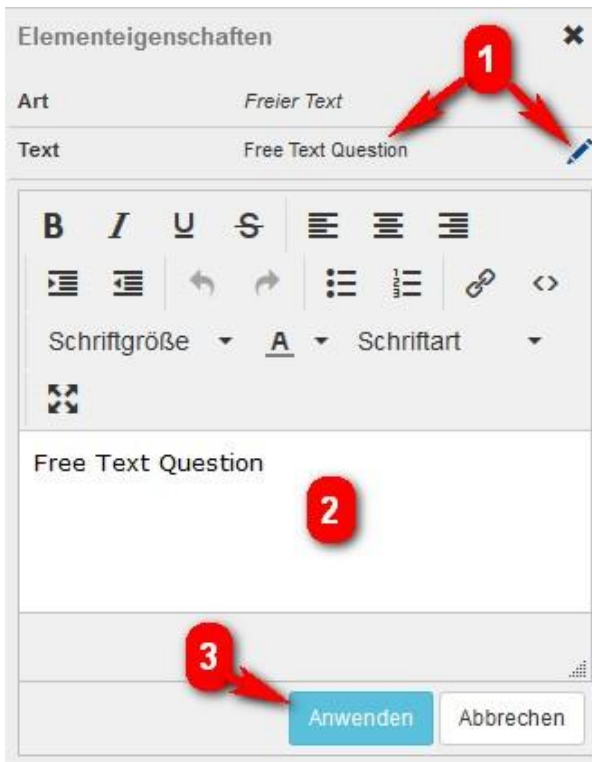 Elementeigenschaften
1
Art Freier Text
Text Free Text Question
B I U S
Schriftgröße A Schriftart
Free Text Question
2
3
Anwenden Abbrechen